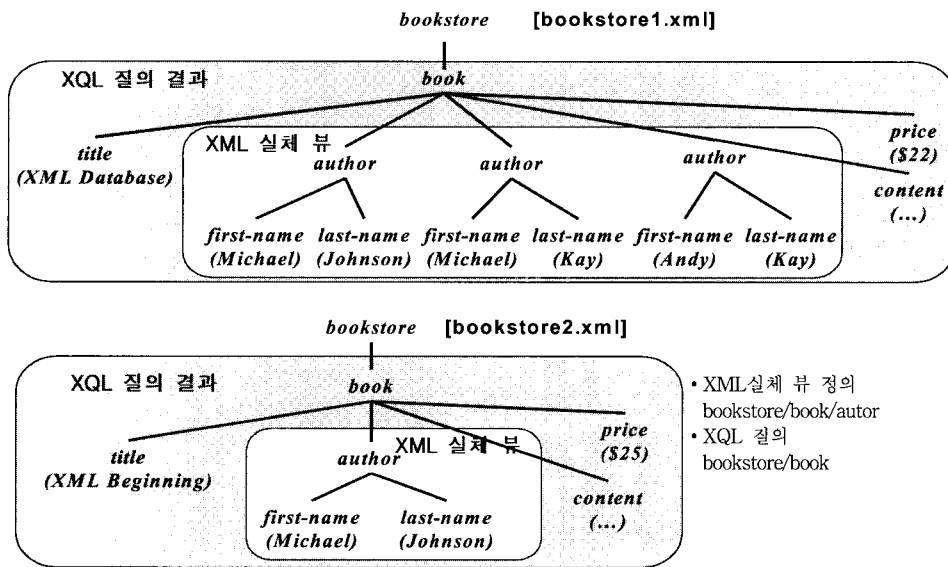 bookstore [bookstore1.xml]
XQL 질의 결과
book
XML 실체 뷰
title
(XML Database)
author author author
price
($22)
content
(...)
first-name last-name first-name last-name first-name last-name
(Michael) (Johnson) (Michael) (Kay) (Andy) (Kay)
bookstore [bookstore2.xml]
XQL 질의 결과
book
XML 실체 뷰
title
(XML Beginning)
author
price
($25)
content
(...)
first-name last-name
(Michael) (Johnson)
• XML실체 뷰 정의
bookstore/book/autor
• XQL 질의
bookstore/book